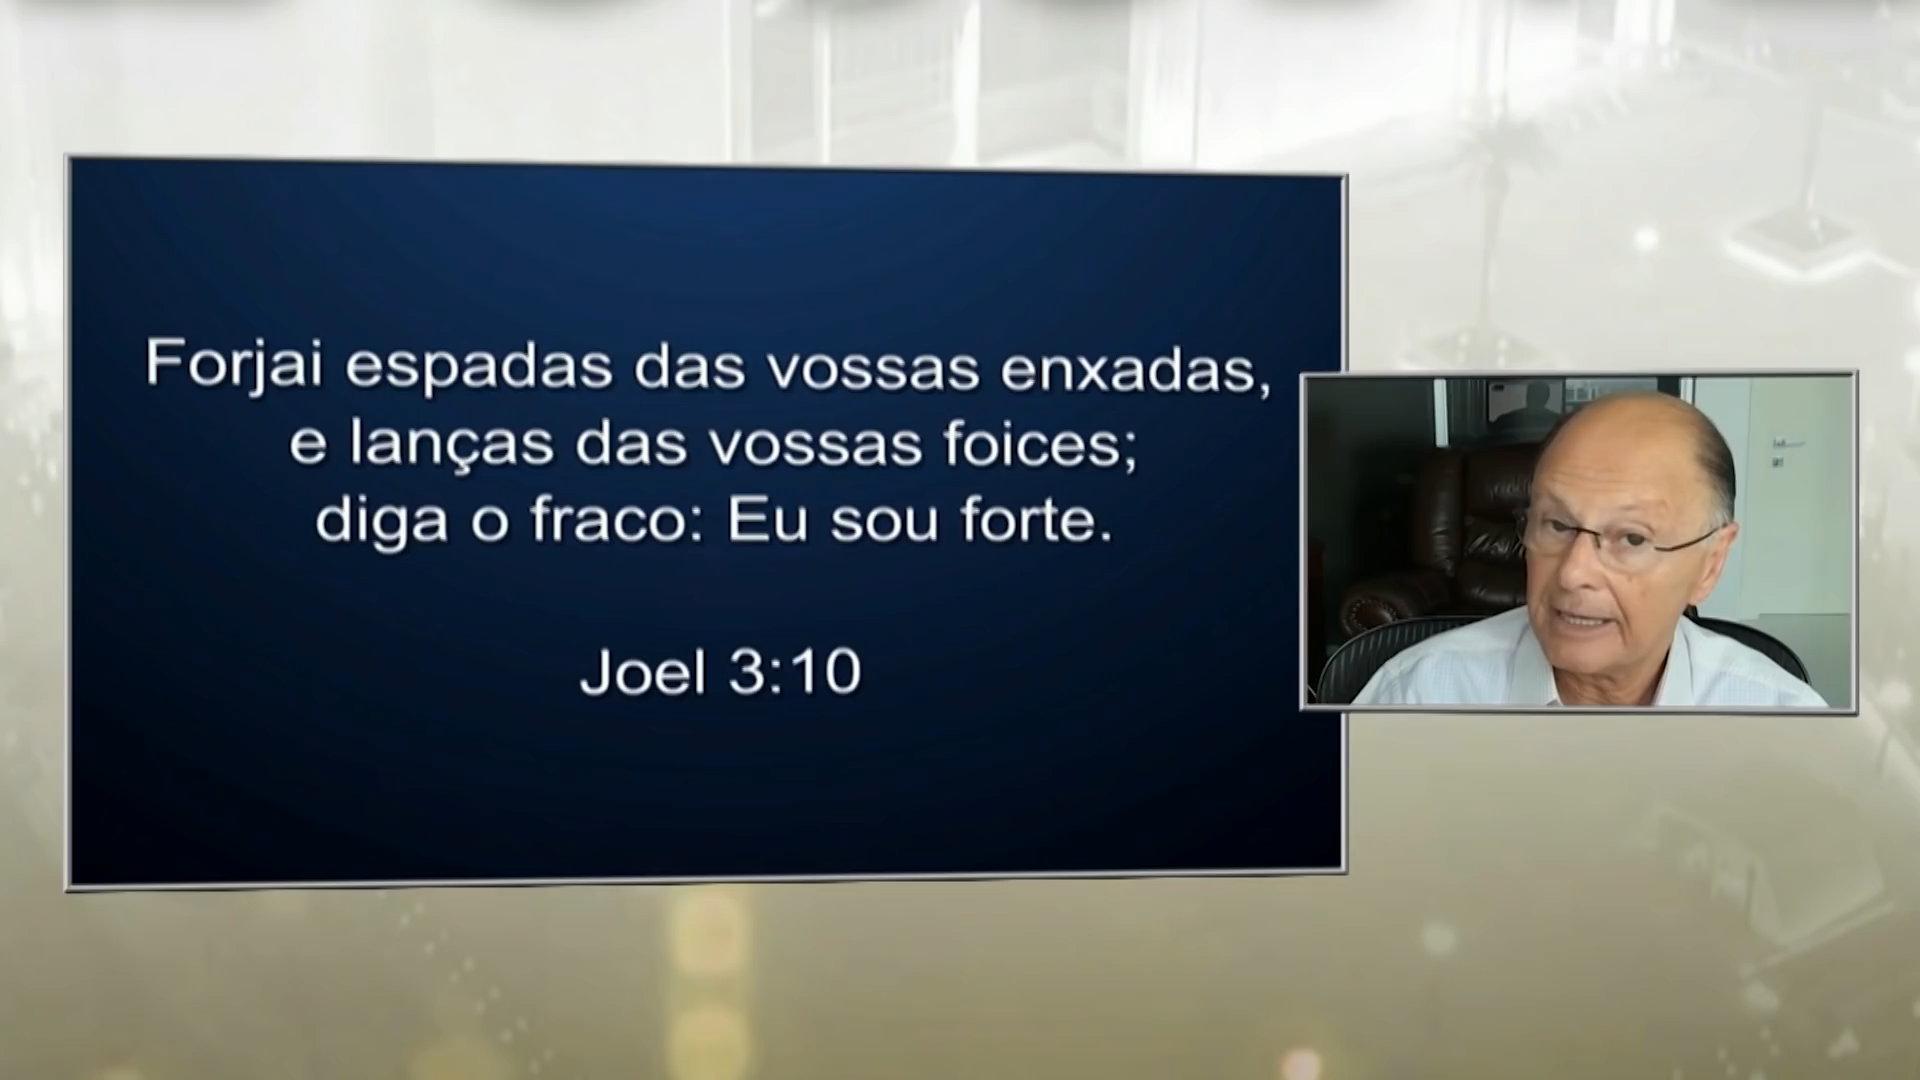 Forjai espadas das vossas enxadas,
e lanças das vossas foices;
diga o fraco: Eu sou forte.
Joel 3:10